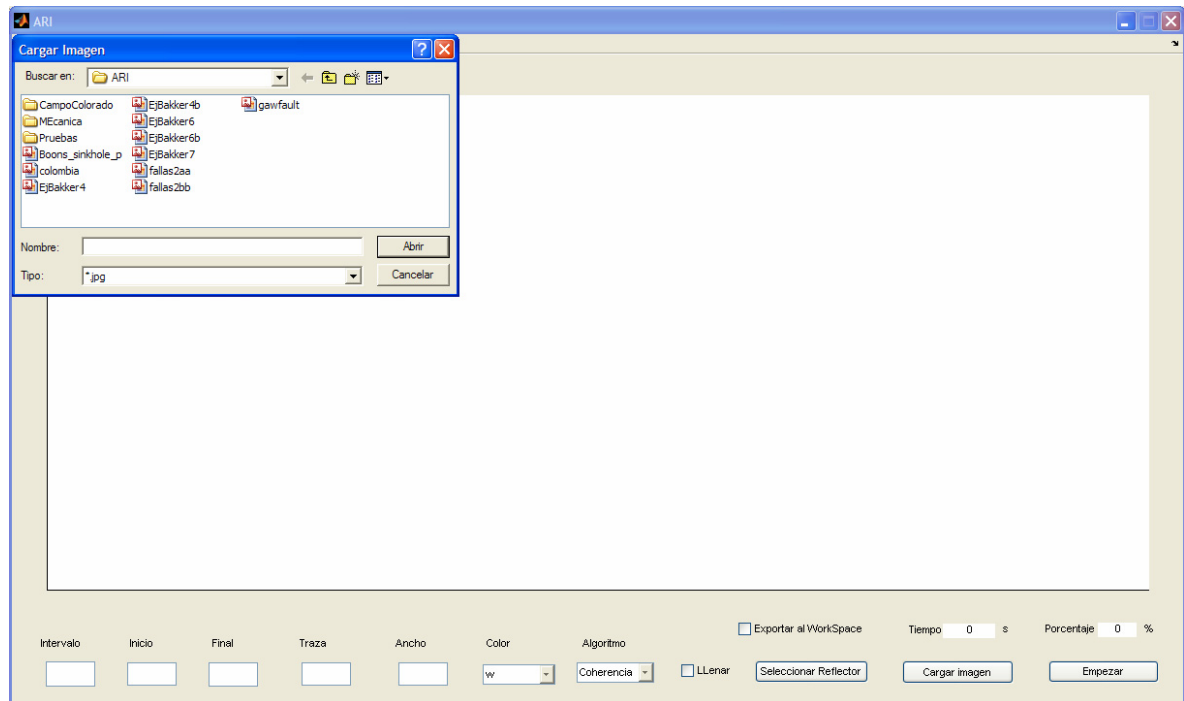 ARI
Cargar Imagen
Buscar en: ARI
CampoColorado
MEcanica
Pruebas
Boons_sinkhole_p
colombia
EjBakker4
EjBakker4b
EjBakker6
EjBakker6b
EjBakker7
fallas2aa
fallas2bb
gawfault
Nombre:
Abrir
Tipo: *.jpg
Cancelar
Exportar al WorkSpace
Tiempo 0 s
Porcentaje 0 %
Intervalo
Inicio
Final
Traza
Ancho
Color
Algoritmo
w
Coherencia
LLenar
Seleccionar Reflector
Cargar imagen
Empezar